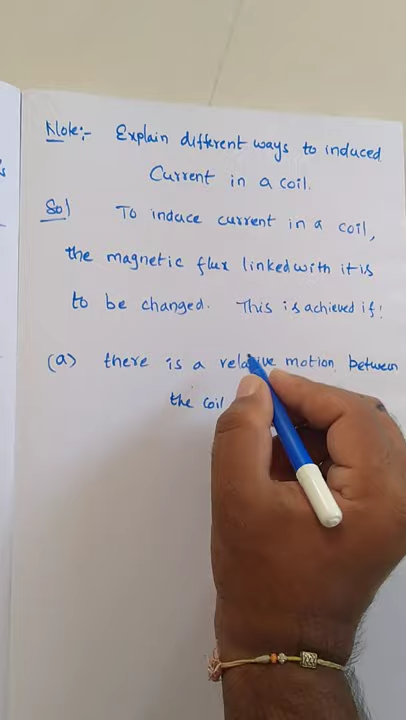 Note:- Explain different ways to induced
Current in a coil.
Sol To induce current in a coil,
the magnetic flux linked with it is
to be changed. This is achieved if!
(a) there is a relative motion between
the coil